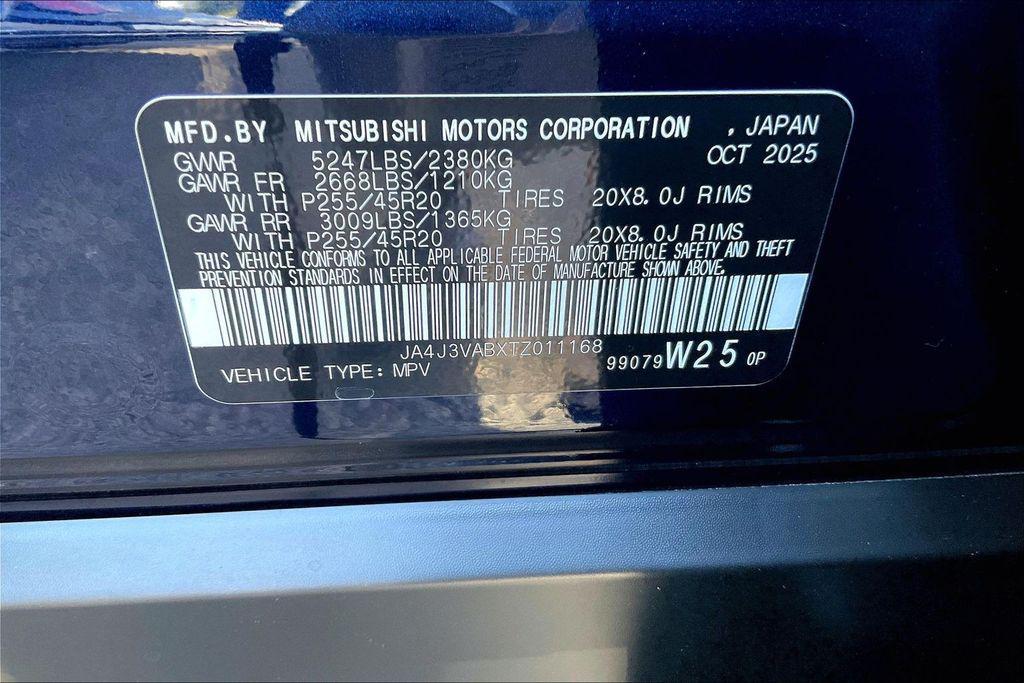 MFD.BY MITSUBISHI MOTORS CORPORATION , JAPAN
OCT 2025
GVWR 5247LBS/2380KG
GAWR FR 2668LBS/1210KG
WITH P255/45R20 TIRES 20X8.0J RIMS
GAWR RR 3009LBS/1365KG
WITH P255/45R20 TIRES 20X8.0J RIMS
THIS VEHICLE CONFORMS TO ALL APPLICABLE FEDERAL MOTOR VEHICLE SAFETY AND THEFT
PREVENTION STANDARDS IN EFFECT ON THE DATE OF MANUFACTURE SHOWN ABOVE.
JA4J3VABXTZ011168
VEHICLE TYPE: MPV 99079 W25 0P